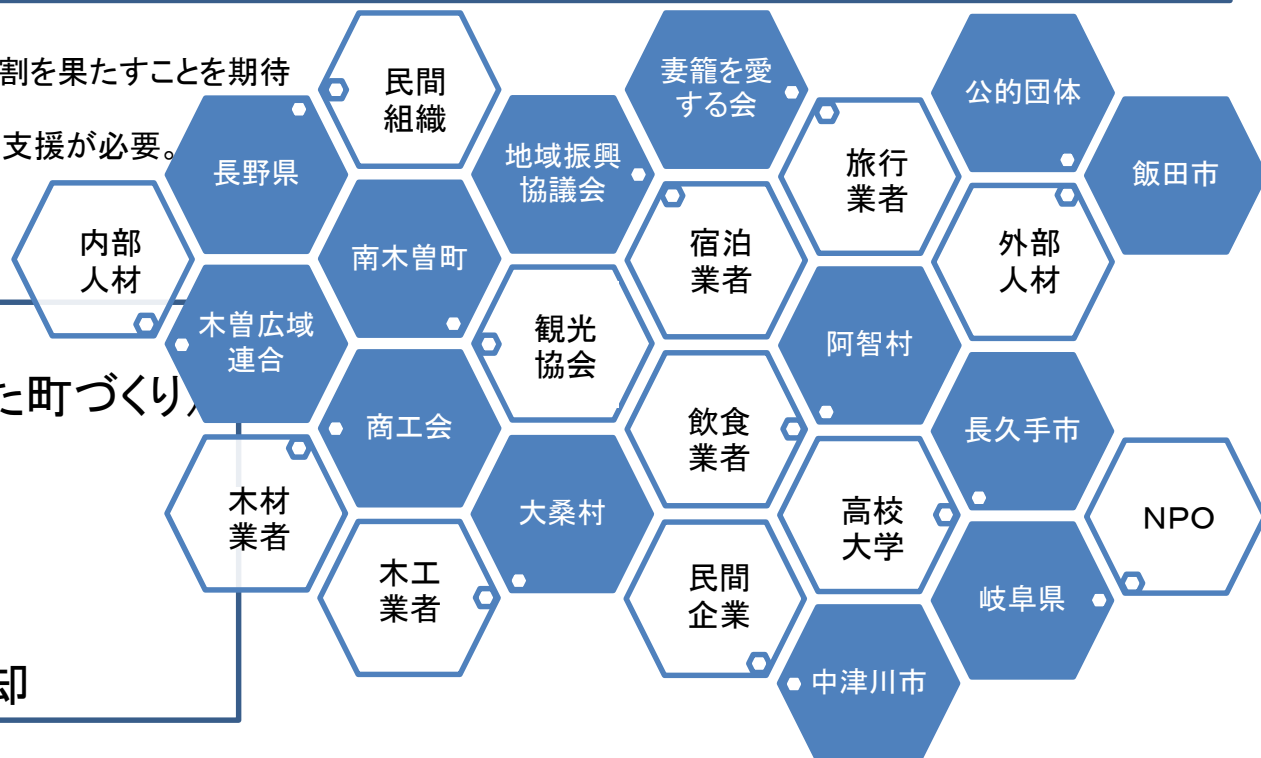 割を果たすことを期待
支援が必要。
た町づくり）
却
民間
組織
長野県
内部
人材
南木曽町
地域振興
協議会
妻籠を愛
する会
旅行
業者
公的団体
飯田市
宿泊
業者
外部
人材
木曽広域
連合
観光
協会
阿智村
商工会
飲食
業者
長久手市
木材
業者
大桑村
高校
大学
NPO
木工
業者
民間
企業
岐阜県
中津川市